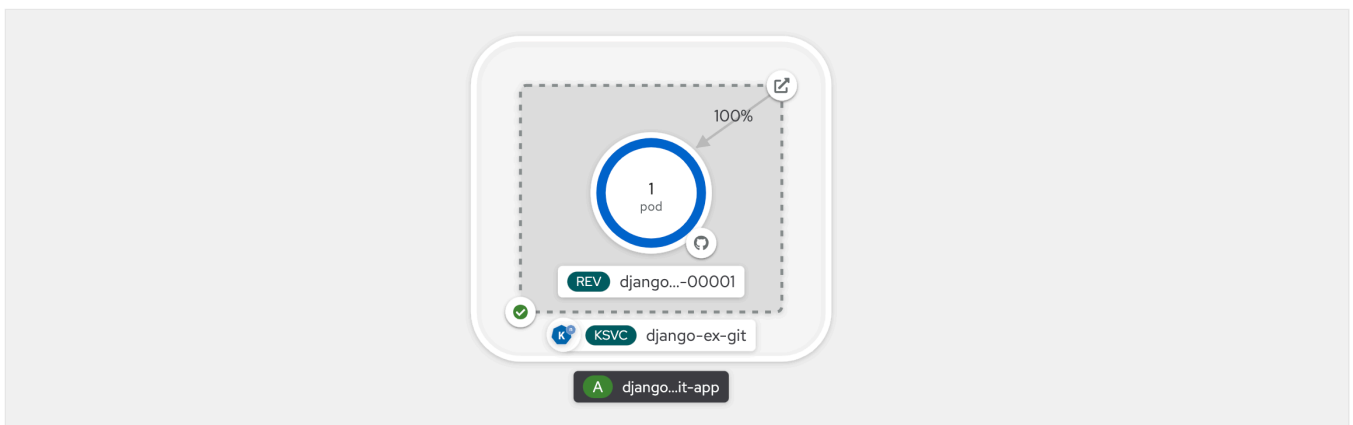 100%
1
pod
REV django...-00001
K KSVC django-ex-git
A django...it-app